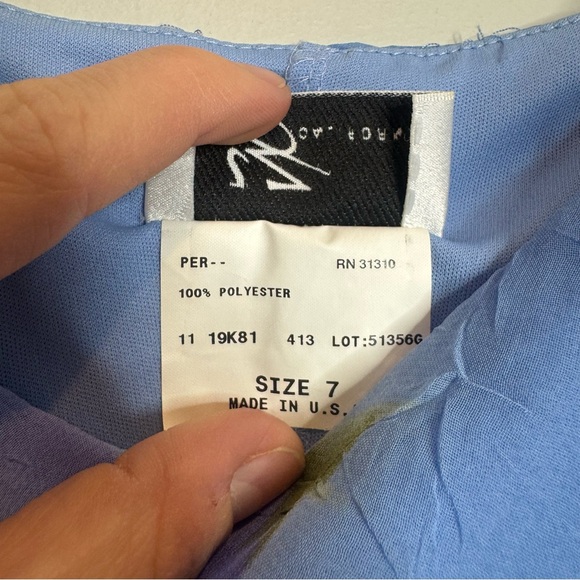 PER-- RN 31310
100% POLYESTER
11 19K81 413 LOT:51356G
SIZE 7
MADE IN U.S.